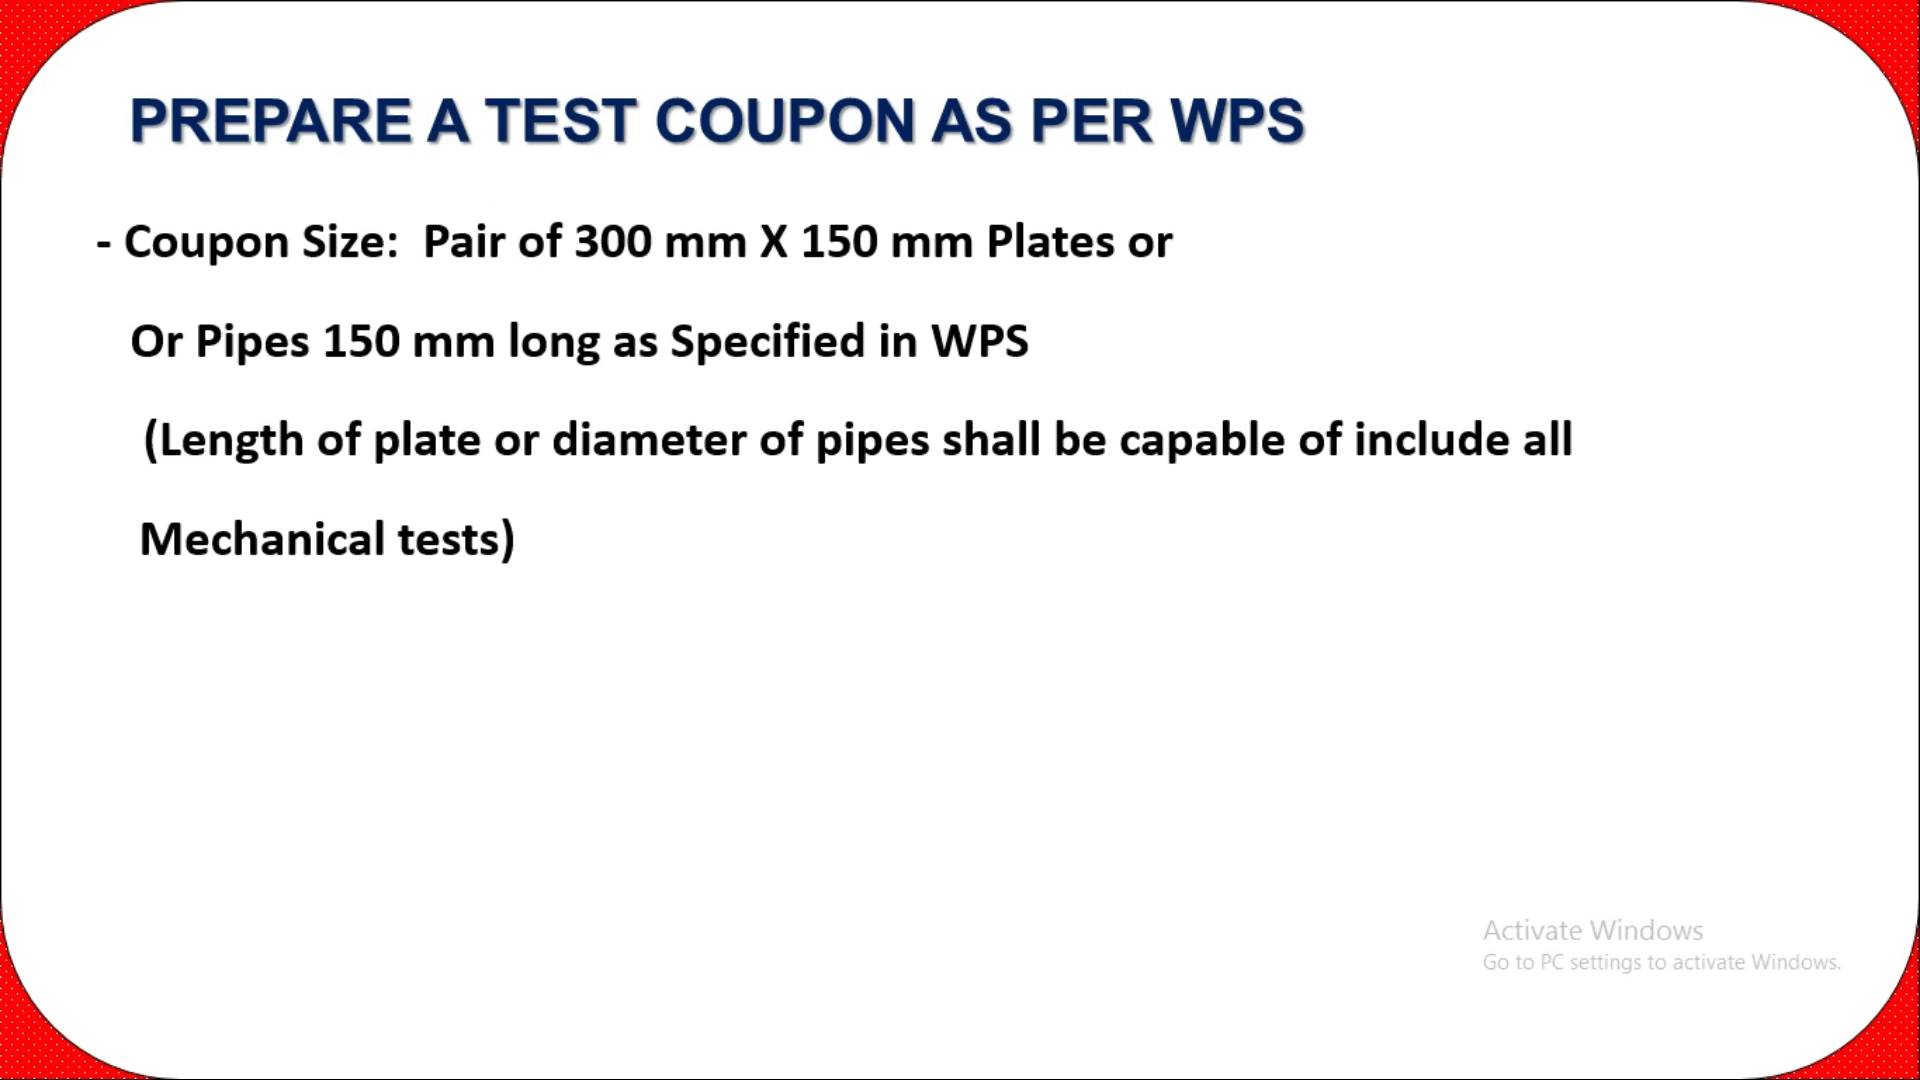 PREPARE A TEST COUPON AS PER WPS
- Coupon Size:  Pair of 300 mm X 150 mm Plates or
Or Pipes 150 mm long as Specified in WPS
(Length of plate or diameter of pipes shall be capable of include all
Mechanical tests)
Activate Windows
Go to PC settings to activate Windows.